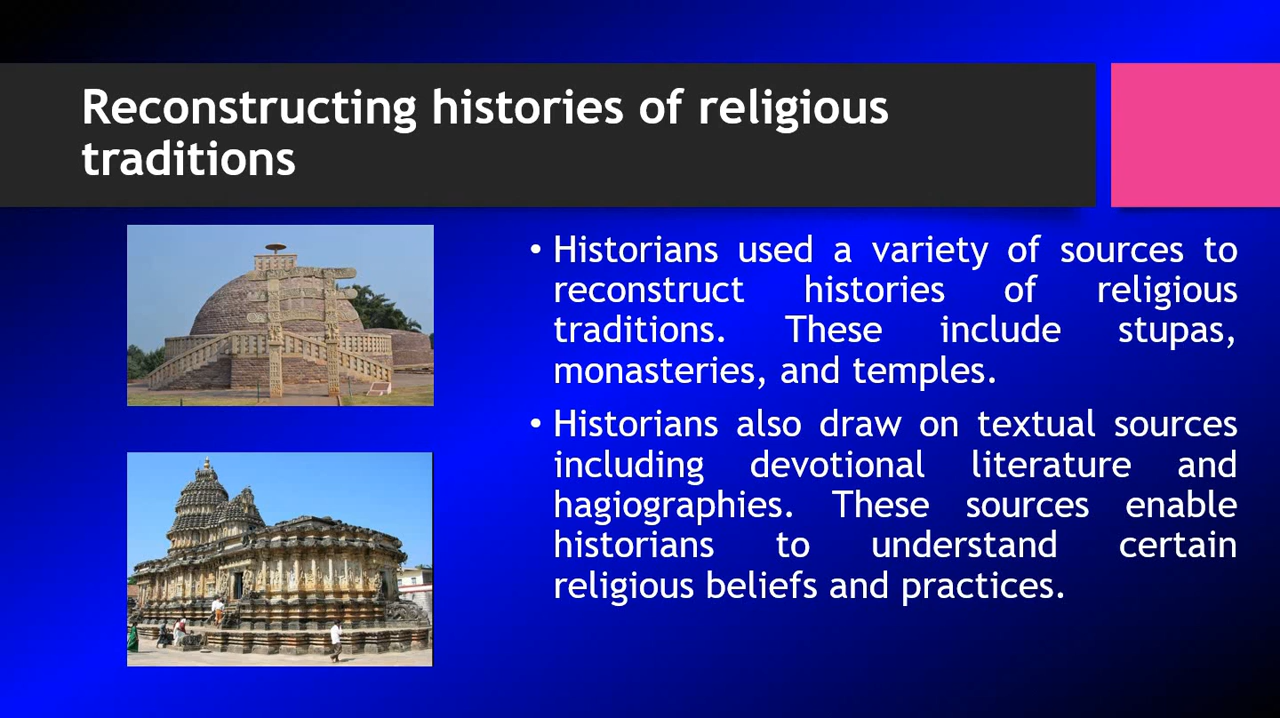 Reconstructing histories of religious
traditions
• Historians used a variety of sources to
reconstruct histories of religious
traditions. These include stupas,
monasteries, and temples.
• Historians also draw on textual sources
including devotional literature and
hagiographies. These sources enable
historians to understand certain
religious beliefs and practices.